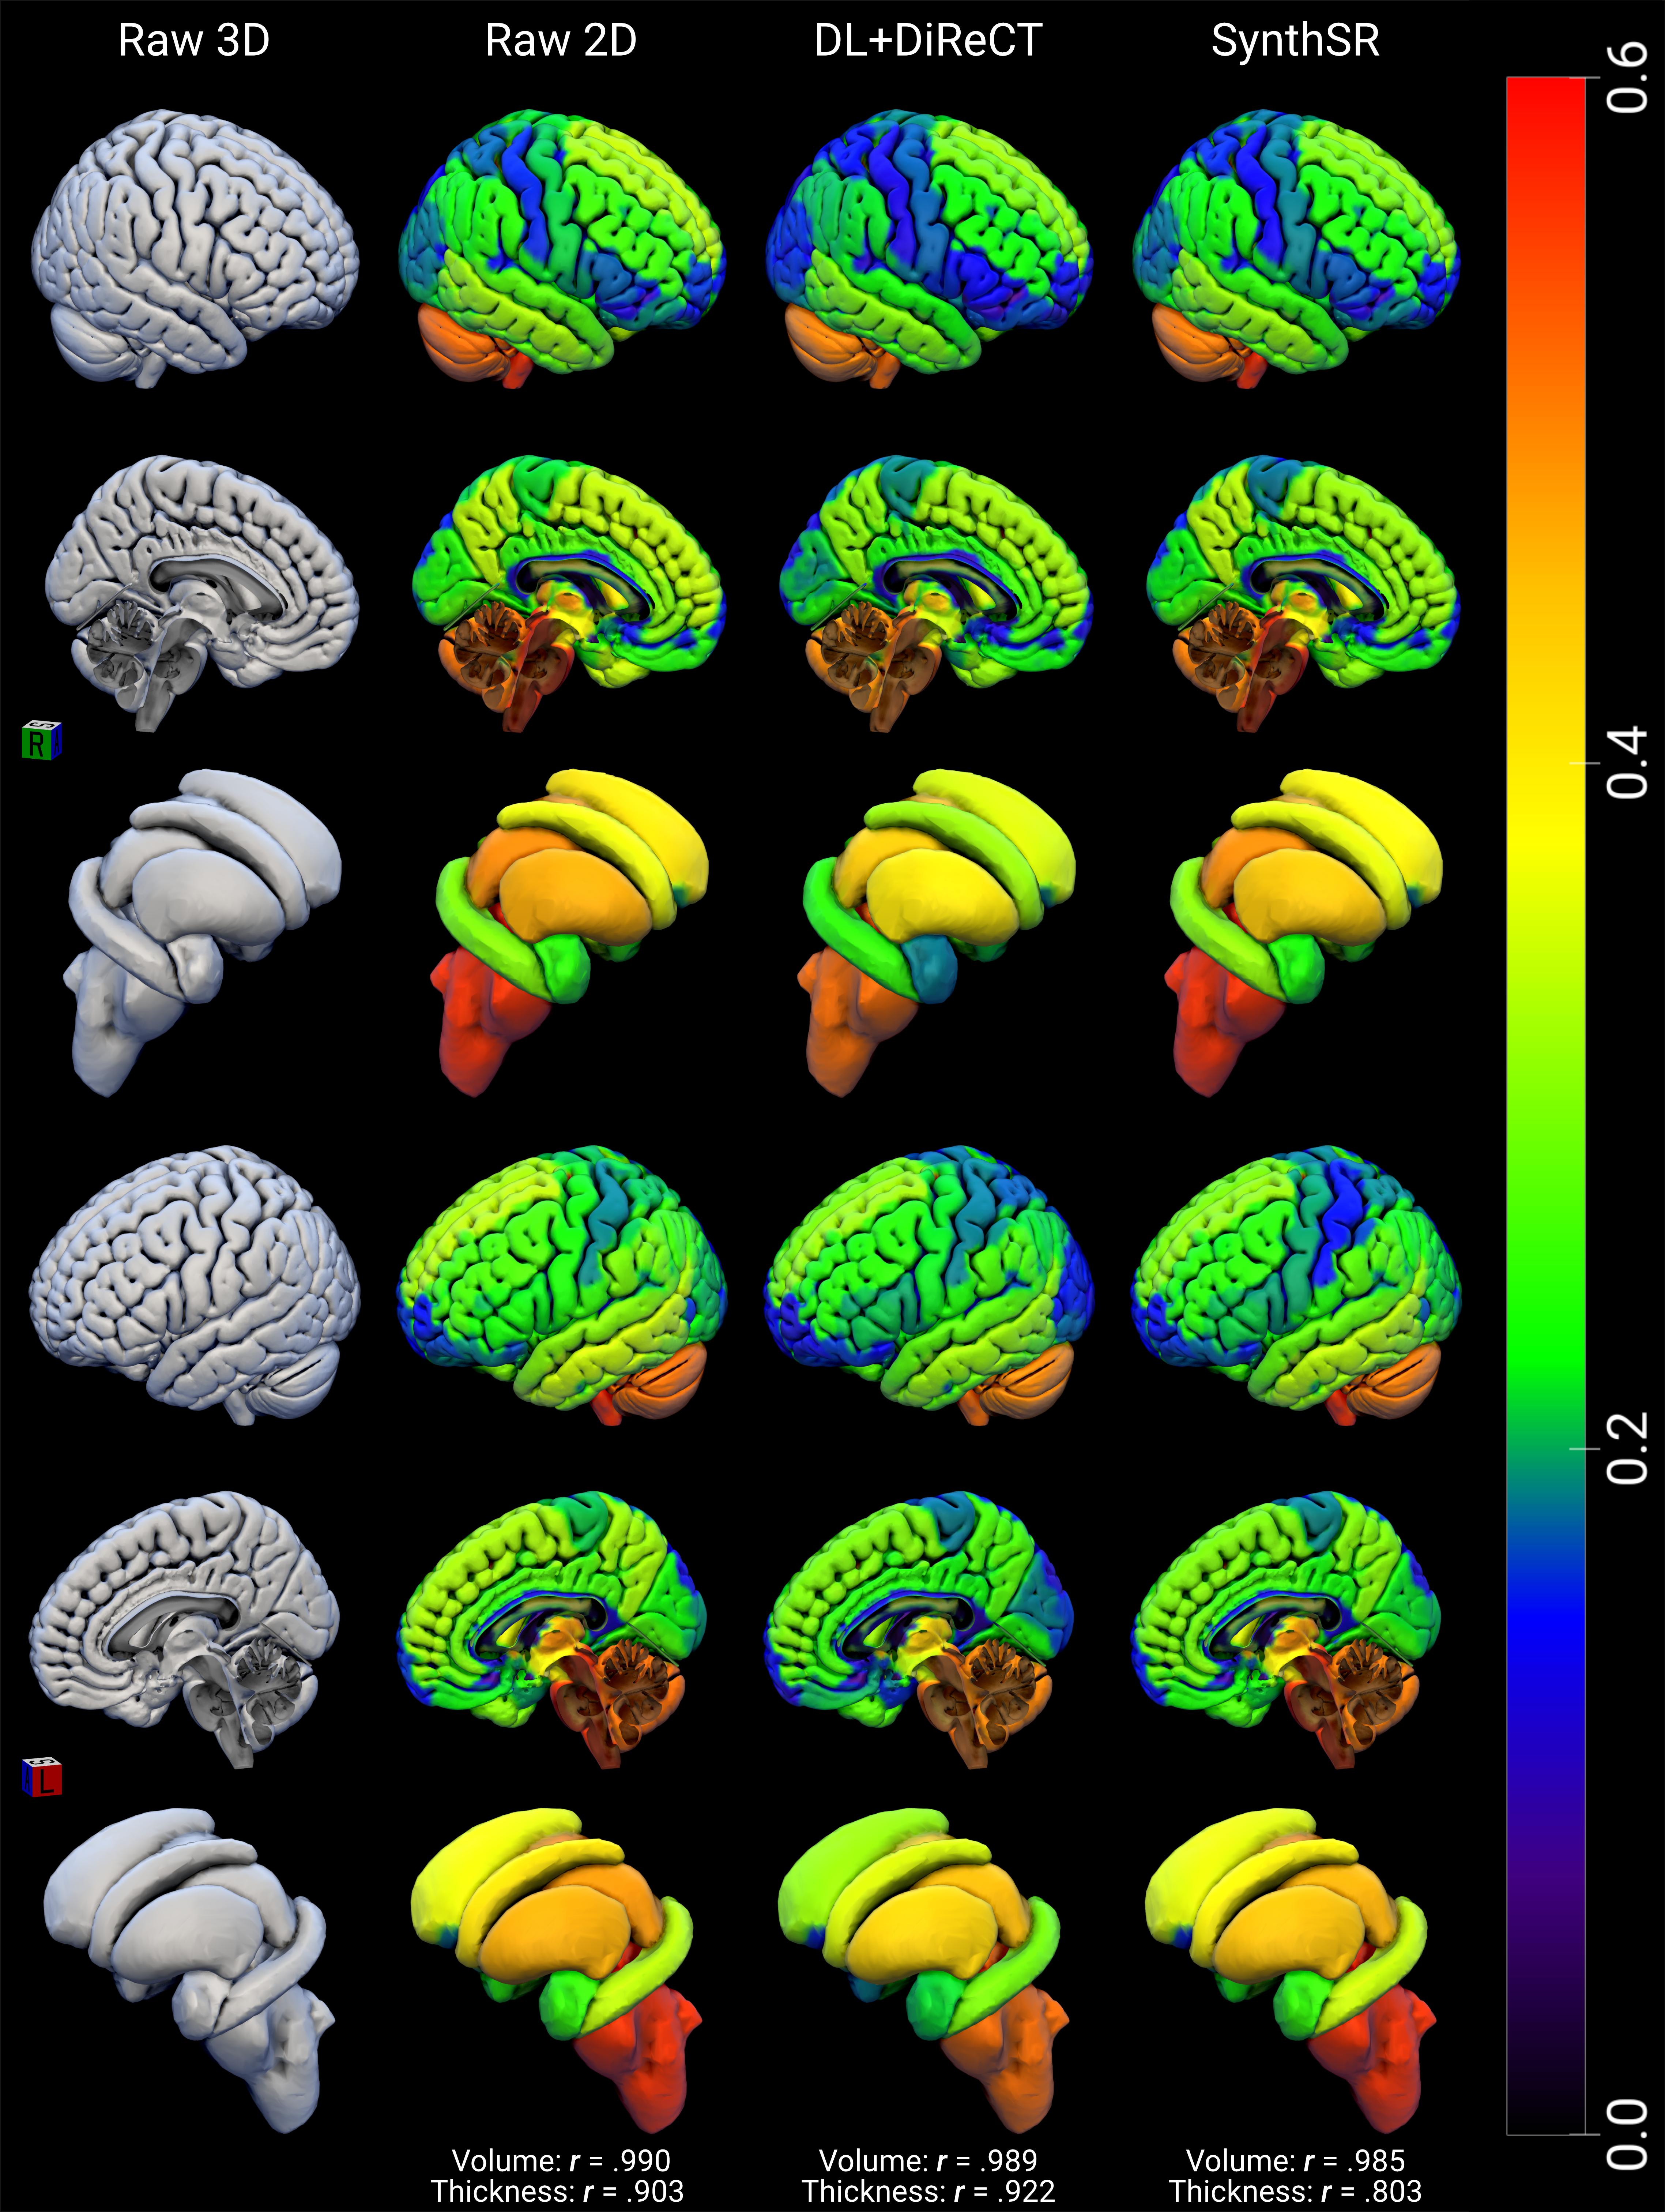 Raw 3D Raw 2D DL+DiReCT SynthSR
0.6
0.4
0.2
0.0
S
R
S
L
Volume: r = .990 Volume: r = .989 Volume: r = .985
Thickness: r = .903 Thickness: r = .922 Thickness: r = .803